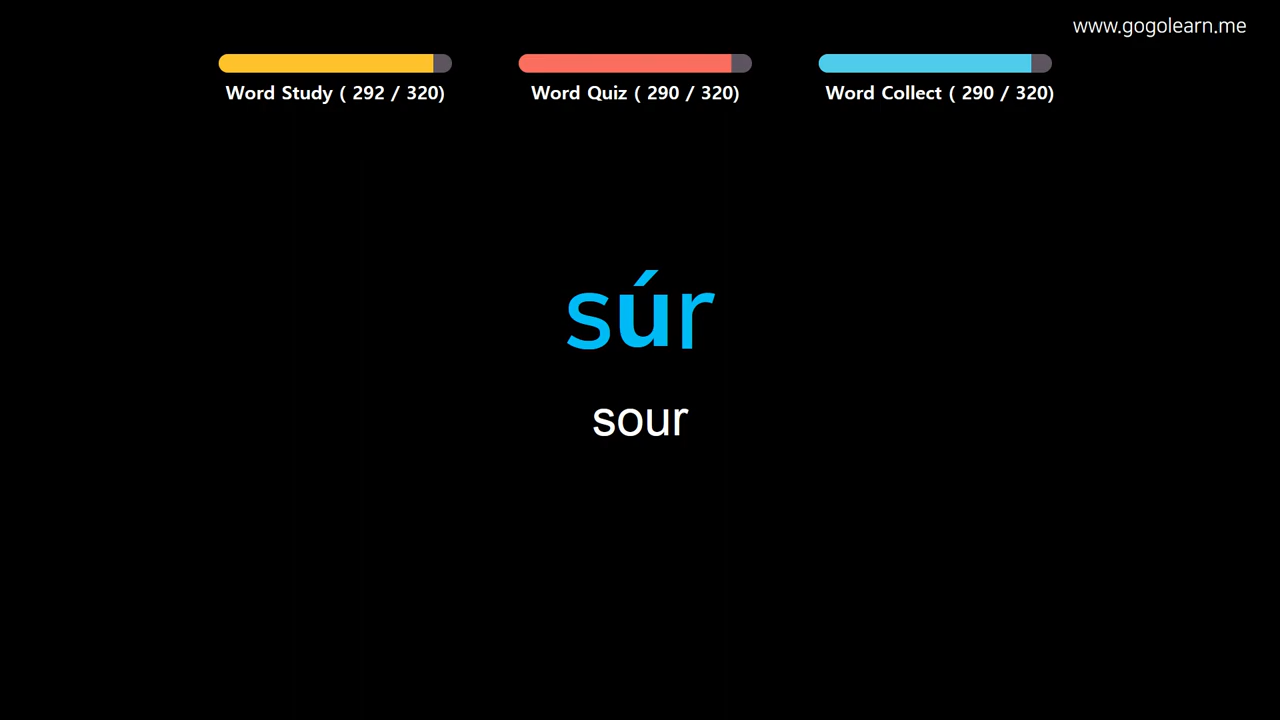 www.gogolearn.me
Word Study ( 292 / 320)
Word Quiz ( 290 / 320)
Word Collect ( 290 / 320)
súr
sour